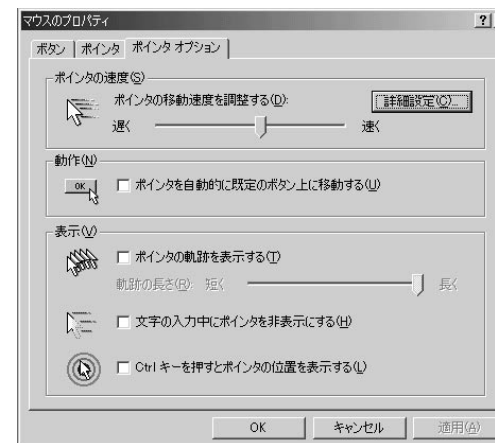 マウスのプロパティ
?
ボタン ポインタ ポインタ オプション
ポインタの速度(S)
ポインタの移動速度を調整する(D):
詳細設定(C)...
遅く 速く
動作(N)
OK
ポインタを自動的に既定のボタン上に移動する(U)
表示(V)
ポインタの軌跡を表示する(T)
軌跡の長さ(R): 短く 長く
文字の入力中にポインタを非表示にする(H)
Ctrl キーを押すとポインタの位置を表示する(L)
OK キャンセル 適用(A)